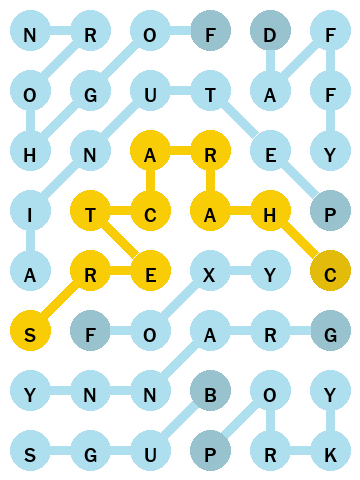 N R O F D F
O G U T A F
H N A R E Y
I T C A H P
A R E X Y C
S F O A R G
Y N N B O Y
S G U P R K